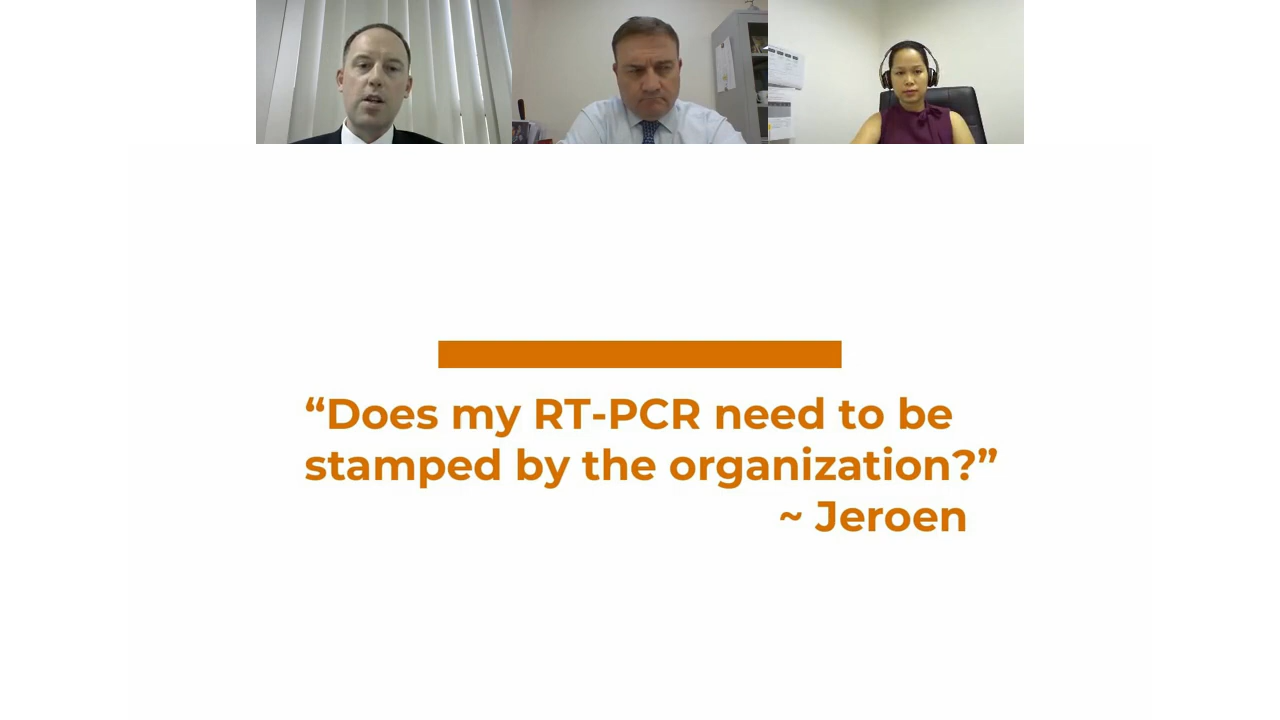 “Does my RT-PCR need to be
stamped by the organization?”
~ Jeroen